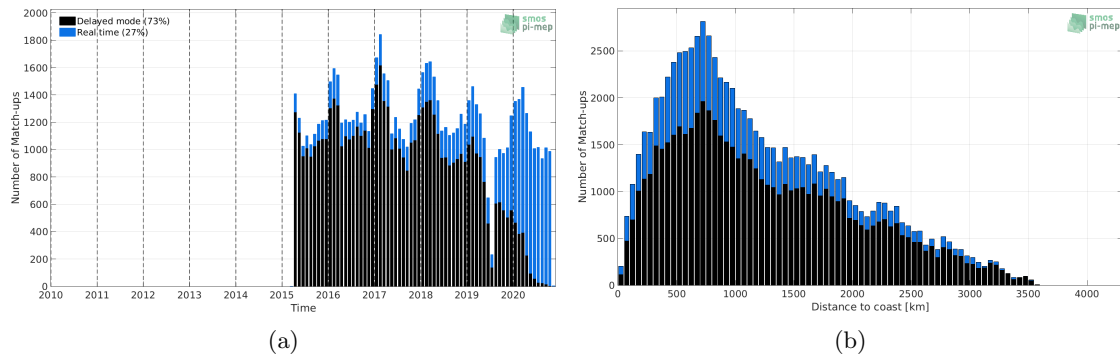 2000
1800
1600
1400
1200
1000
800
600
400
200
0
Number of Match-ups
Delayed mode (73%)
Real time (27%)
smos
pi-mep
2010 2011 2012 2013 2014 2015 2016 2017 2018 2019 2020
Time
(a)
2500
2000
1500
1000
500
0
Number of Match-ups
smos
pi-mep
0 500 1000 1500 2000 2500 3000 3500 4000
Distance to coast [km]
(b)